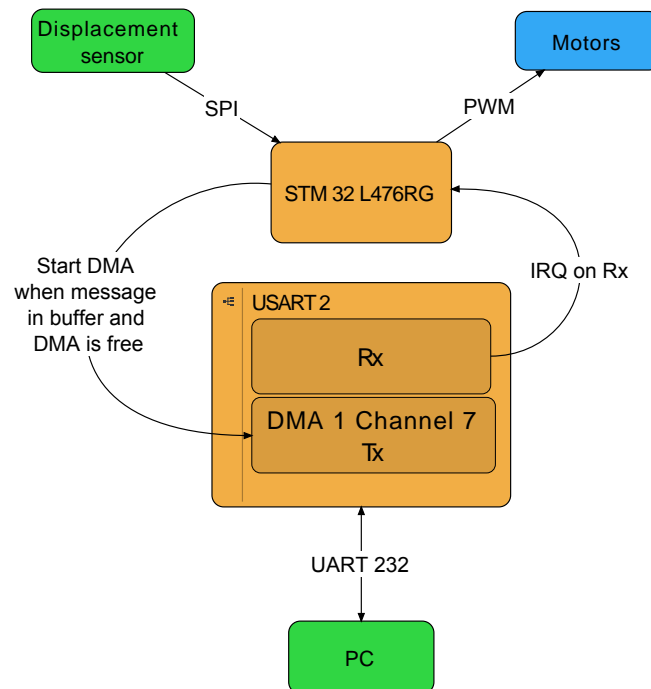 Displacement
sensor
Motors
SPI
PWM
STM 32 L476RG
Start DMA
when message
in buffer and
DMA is free
IRQ on Rx
USART 2
Rx
DMA 1 Channel 7
Tx
UART 232
PC